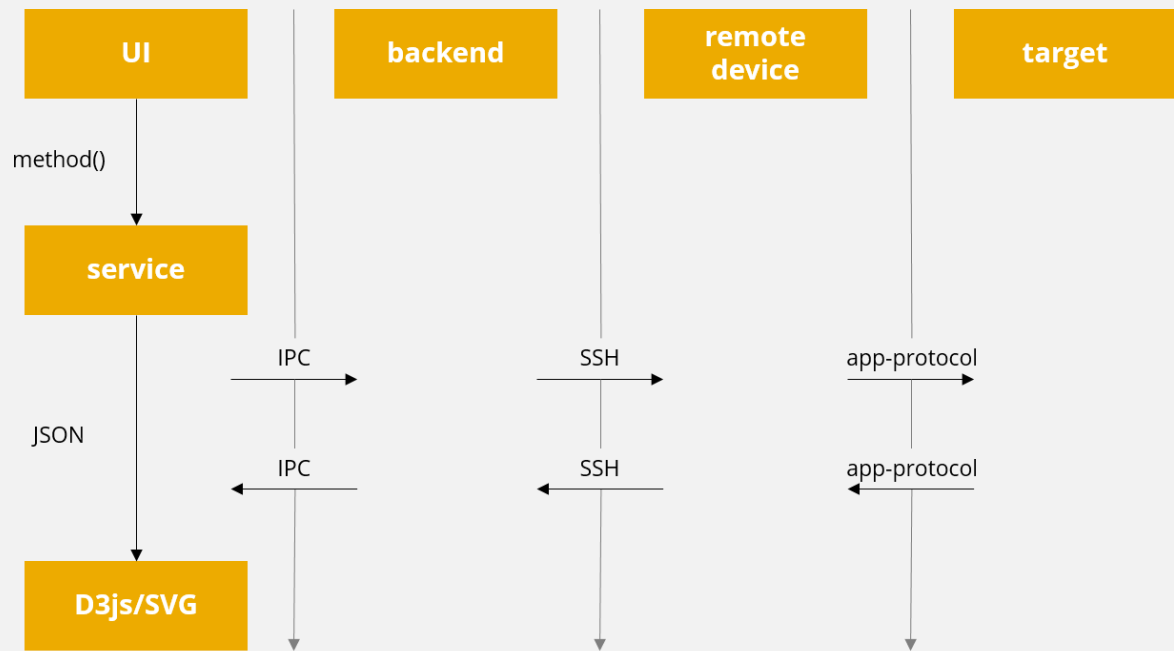 UI
backend
remote
device
target
method()
service
IPC
SSH
app-protocol
JSON
IPC
SSH
app-protocol
D3js/SVG